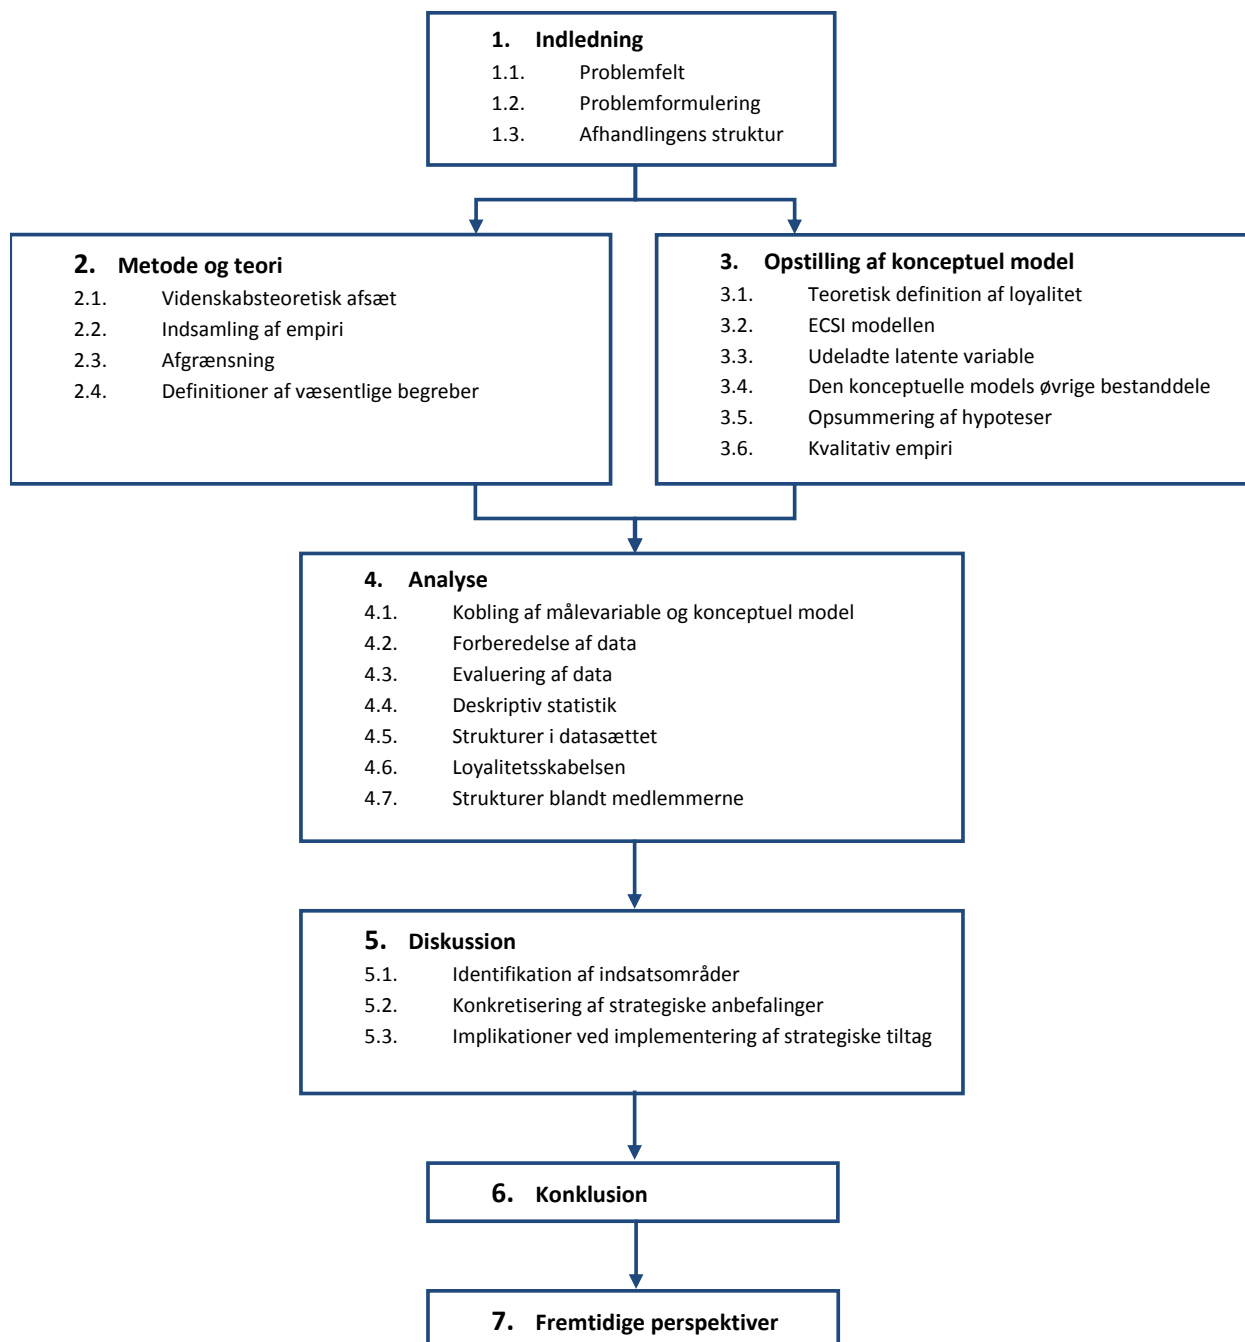 1. Indledning
1.1. Problemfelt
1.2. Problemformulering
1.3. Afhandlingens struktur
2. Metode og teori
2.1. Videnskabsteoretisk afsæt
2.2. Indsamling af empiri
2.3. Afgrænsning
2.4. Definitioner af væsentlige begreber
3. Opstilling af konceptuel model
3.1. Teoretisk definition af loyalitet
3.2. ECSI modellen
3.3. Udeladte latente variable
3.4. Den konceptuelle models øvrige bestanddele
3.5. Opsummering af hypoteser
3.6. Kvalitativ empiri
4. Analyse
4.1. Kobling af målevariable og konceptuel model
4.2. Forberedelse af data
4.3. Evaluering af data
4.4. Deskriptiv statistik
4.5. Strukturer i datasættet
4.6. Loyalitetsskabelsen
4.7. Strukturer blandt medlemmerne
5. Diskussion
5.1. Identifikation af indsatsområder
5.2. Konkretisering af strategiske anbefalinger
5.3. Implikationer ved implementering af strategiske tiltag
6. Konklusion
7. Fremtidige perspektiver